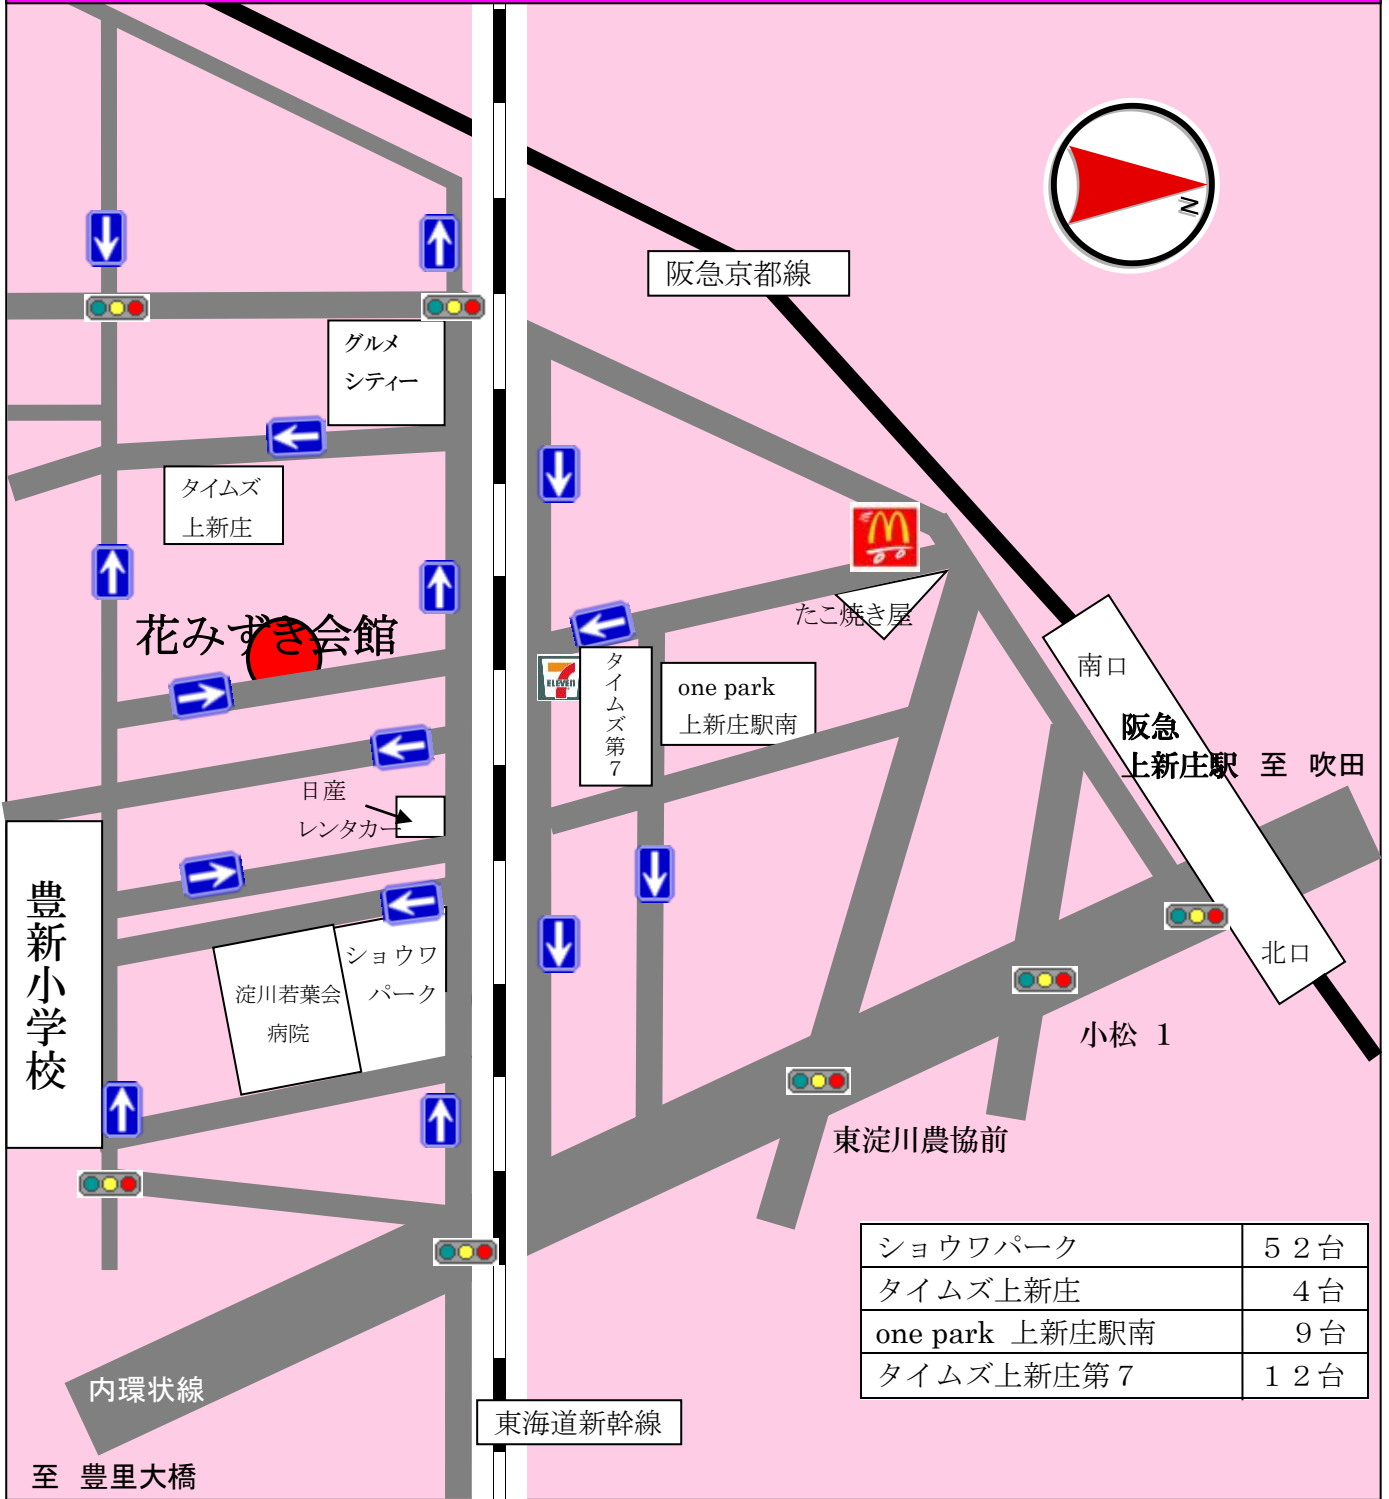 N
阪急京都線
グルメ
シティー
タイムズ
上新庄
花みずき会館
たこ焼き屋
ELEVEN
タイムズ第7
one park
上新庄駅南
南口
阪急
上新庄駅
至 吹田
日産
レンタカー
豊新小学校
ショウワ
パーク
淀川若葉会
病院
北口
小松 1
東淀川農協前
ショウワパーク 52台
タイムズ上新庄 4台
one park 上新庄駅南 9台
タイムズ上新庄第7 12台
内環状線
東海道新幹線
至 豊里大橋